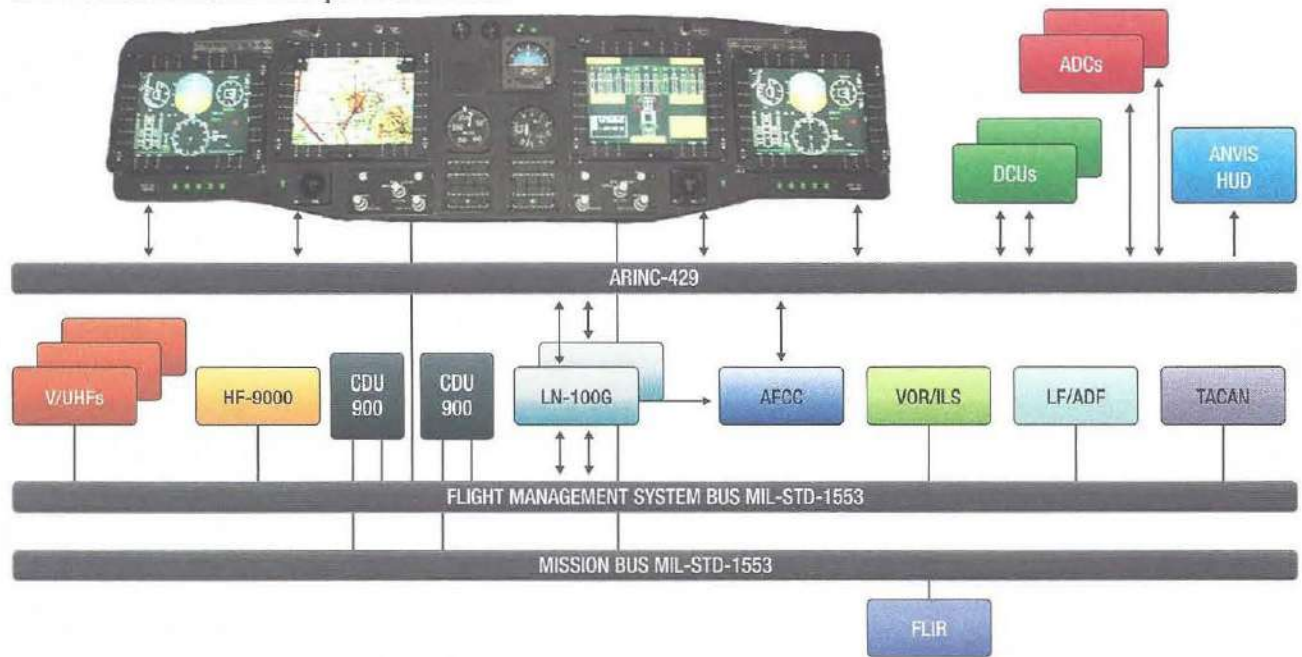 ADCs
DCUs
ANVIS
HUD
ARINC-429
V/UHFs
HF-9000
CDU
900
CDU
900
LN-100G
AFCC
VOR/ILS
LF/ADF
TACAN
FLIGHT MANAGEMENT SYSTEM BUS MIL-STD-1553
MISSION BUS MIL-STD-1553
FLIR